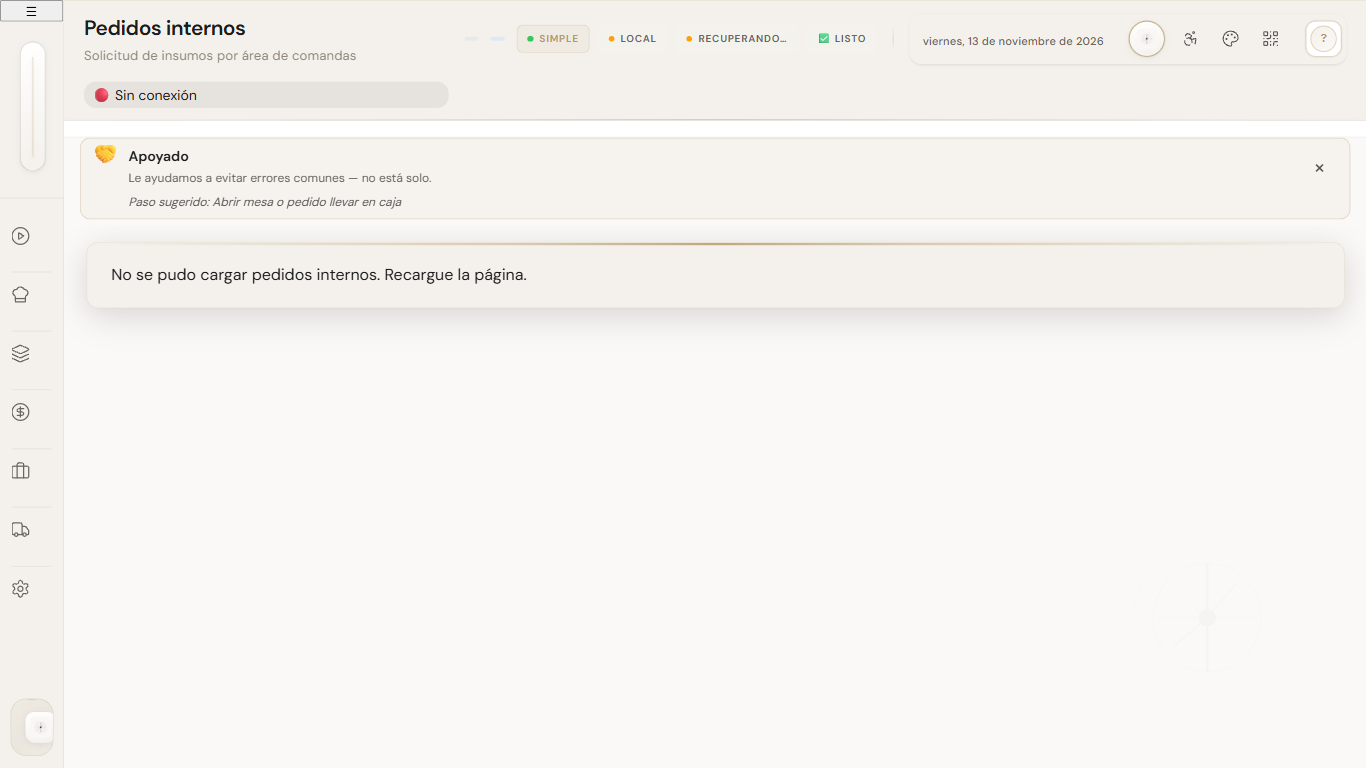 ☰
Pedidos internos
Solicitud de insumos por área de comandas
SIMPLE
LOCAL
RECUPERANDO…
LISTO
viernes, 13 de noviembre de 2026
?
Sin conexión
Apoyado
Le ayudamos a evitar errores comunes — no está solo.
Paso sugerido: Abrir mesa o pedido llevar en caja
×
No se pudo cargar pedidos internos. Recargue la página.